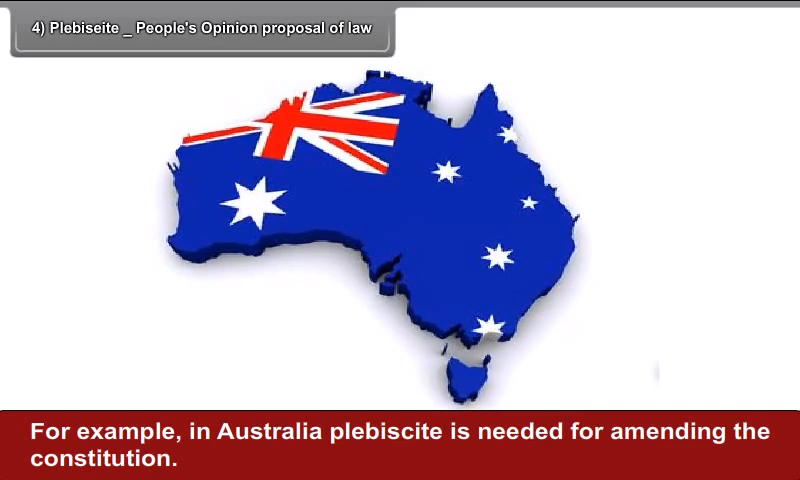 4) Plebiseite _ People's Opinion proposal of law
For example, in Australia plebiscite is needed for amending the
constitution.